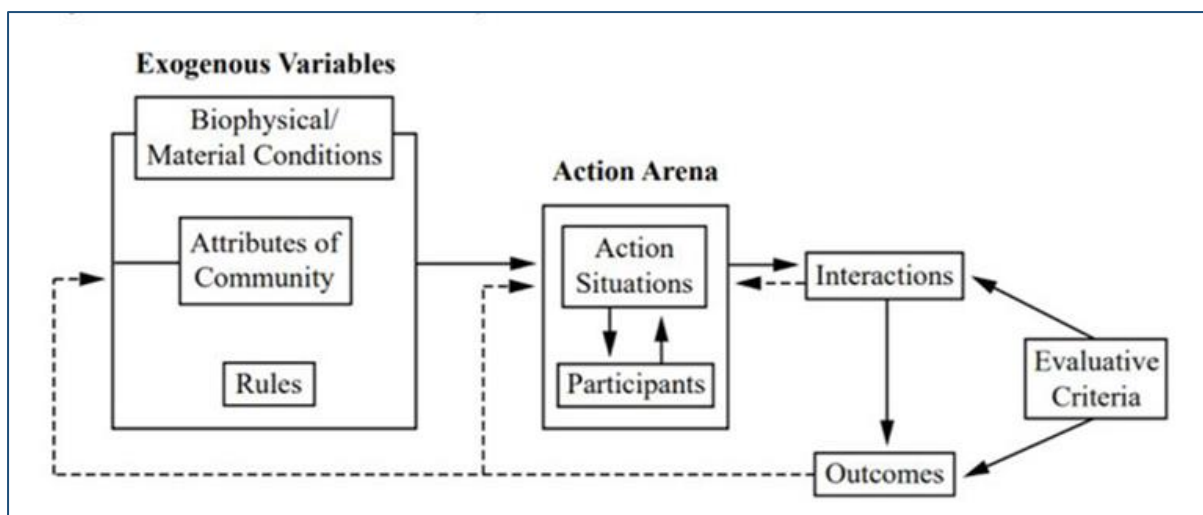 Exogenous Variables
Biophysical/
Material Conditions
Attributes of
Community
Rules
Action Arena
Action
Situations
Participants
Interactions
Outcomes
Evaluative
Criteria